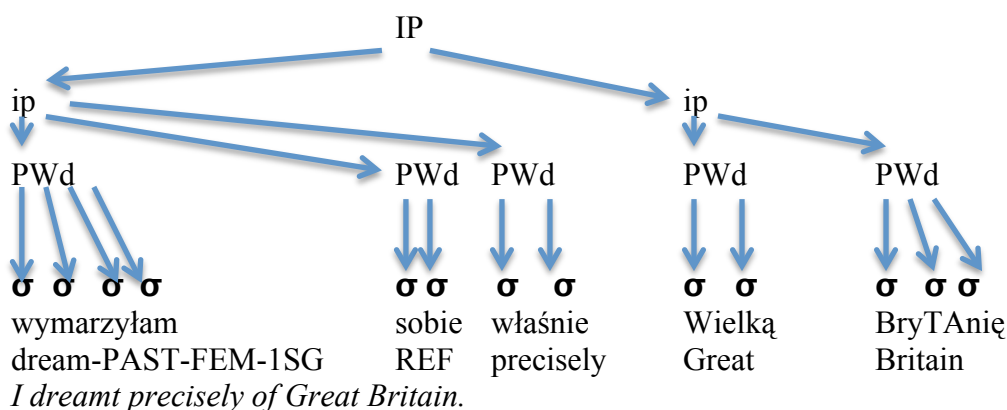 IP
ip ip
PWd PWd PWd PWd PWd
σ σ σ σ σ σ σ σ σ σ σ σ σ
wymarzyłam sobie właśnie Wielką BryTAnię
dream-PAST-FEM-1SG REF precisely Great Britain
I dreamt precisely of Great Britain.